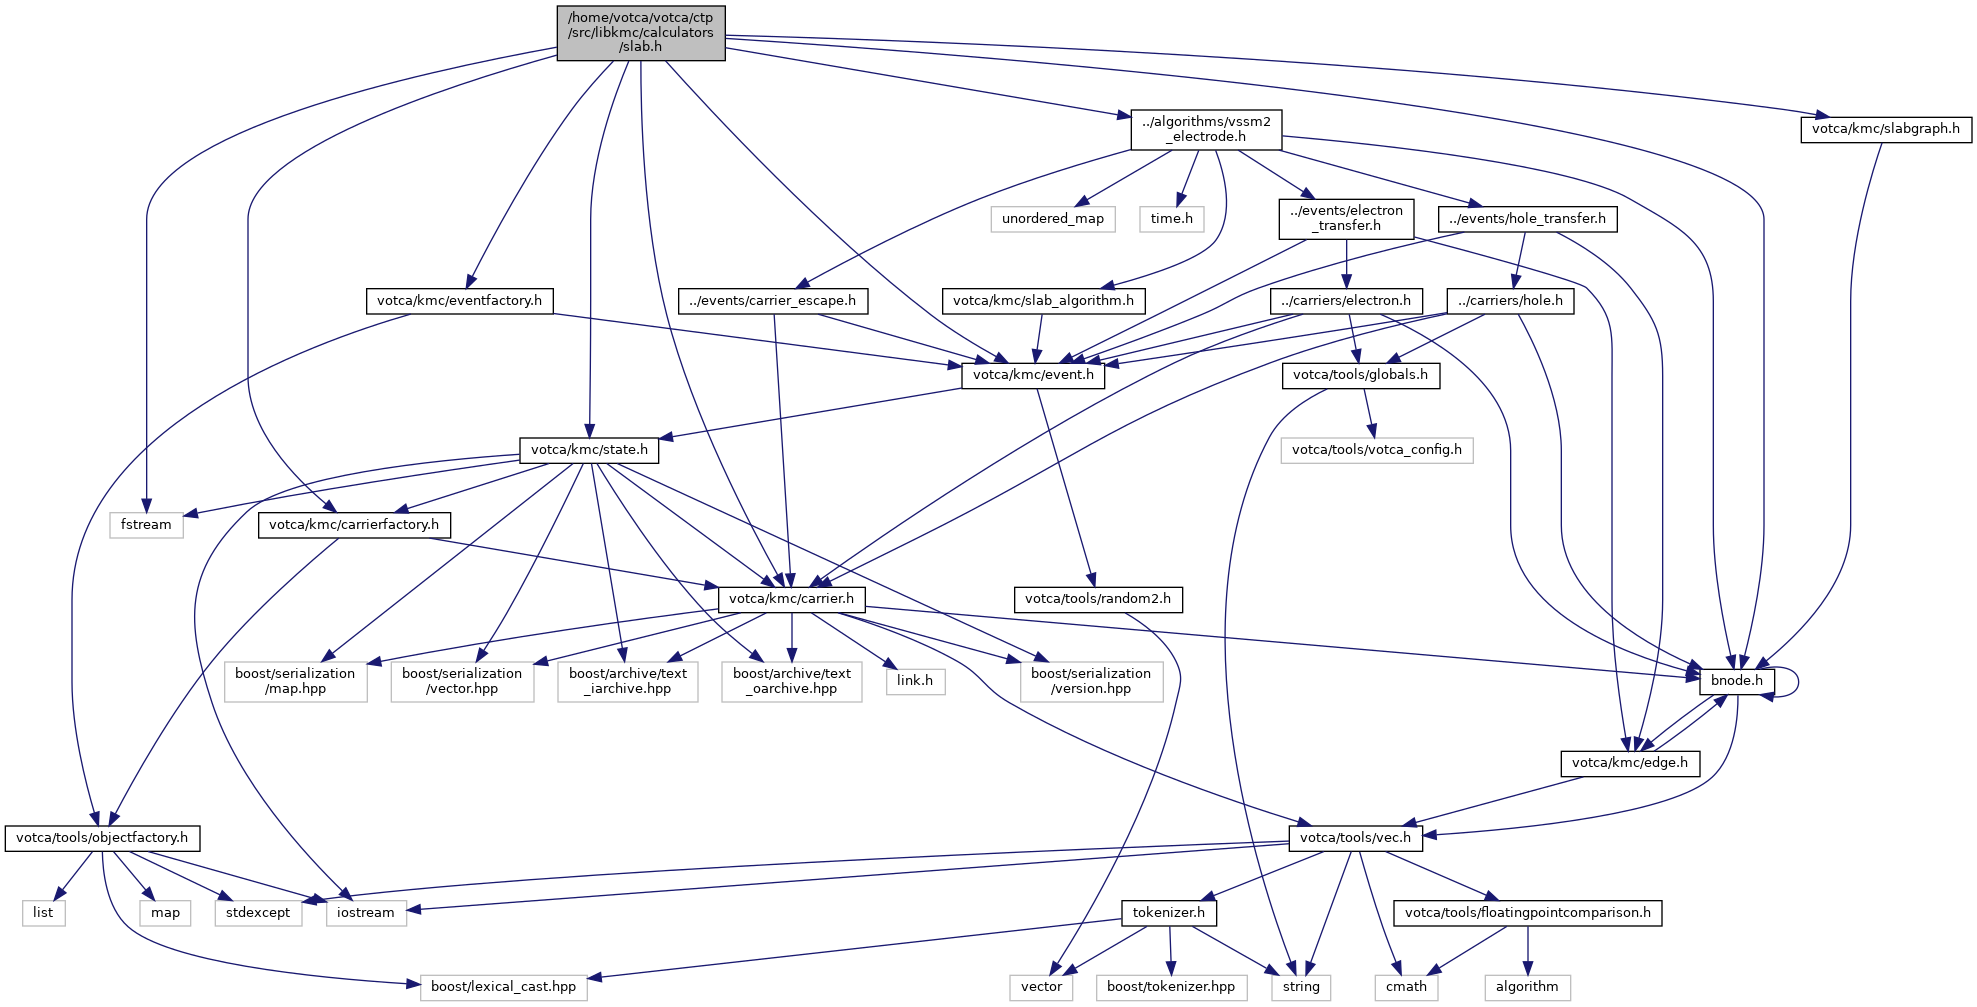 /home/votca/votca/ctp
/src/libkmc/calculators
/slab.h
../algorithms/vssm2
_electrode.h
votca/kmc/slabgraph.h
unordered_map
time.h
../events/electron
_transfer.h
../events/hole_transfer.h
votca/kmc/eventfactory.h
../events/carrier_escape.h
votca/kmc/slab_algorithm.h
../carriers/electron.h
../carriers/hole.h
votca/kmc/event.h
votca/tools/globals.h
votca/kmc/state.h
votca/tools/votca_config.h
fstream
votca/kmc/carrierfactory.h
votca/kmc/carrier.h
votca/tools/random2.h
boost/serialization
/map.hpp
boost/serialization
/vector.hpp
boost/archive/text
_iarchive.hpp
boost/archive/text
_oarchive.hpp
link.h
boost/serialization
/version.hpp
bnode.h
votca/kmc/edge.h
votca/tools/objectfactory.h
votca/tools/vec.h
list
map
stdexcept
iostream
tokenizer.h
votca/tools/floatingpointcomparison.h
boost/lexical_cast.hpp
vector
boost/tokenizer.hpp
string
cmath
algorithm